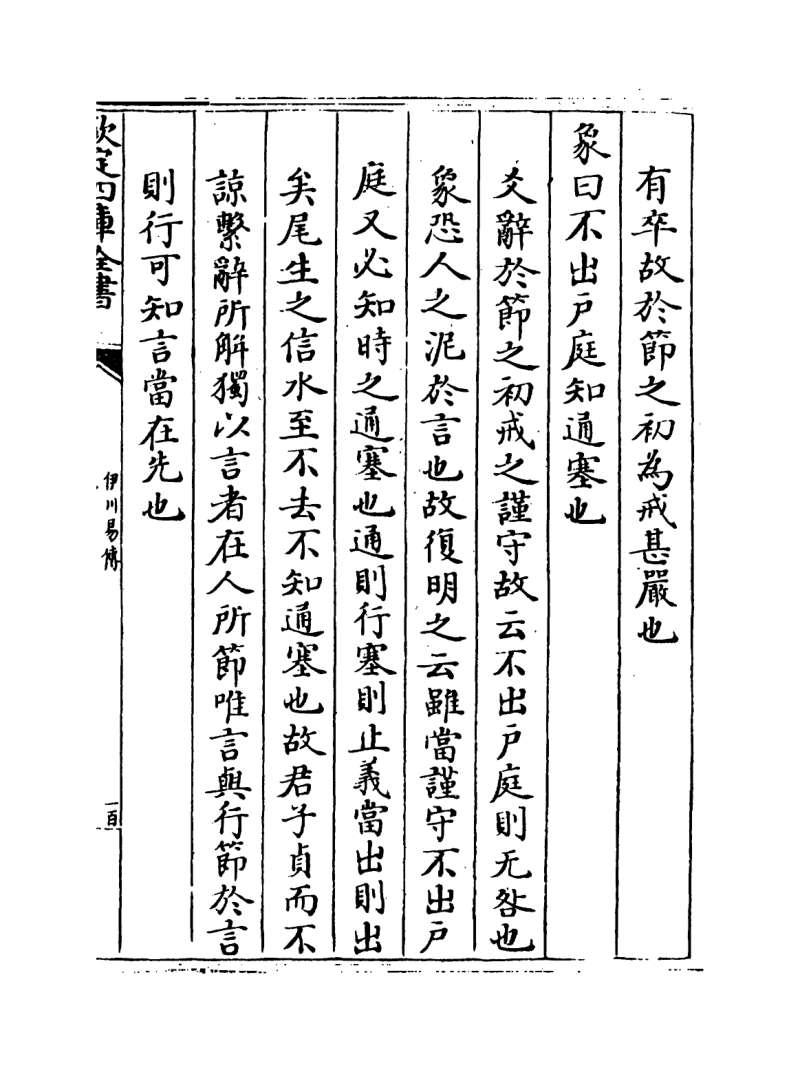 有卒故於節之初為戒甚嚴也
象曰不出戶庭知通塞也
爻辭於節之初戒之謹守故云不出戶庭則无咎也
象恐人之泥於言也故復明之云雖當謹守不出戶
庭又必知時之通塞也通則行塞則止義當出則出
矣尾生之信水至不去不知通塞也故君子貞而不
諒繫辭所解獨以言者在人所節唯言與行節於言
則行可知言當在先也
欽定四庫全書
伊川易傳
一百